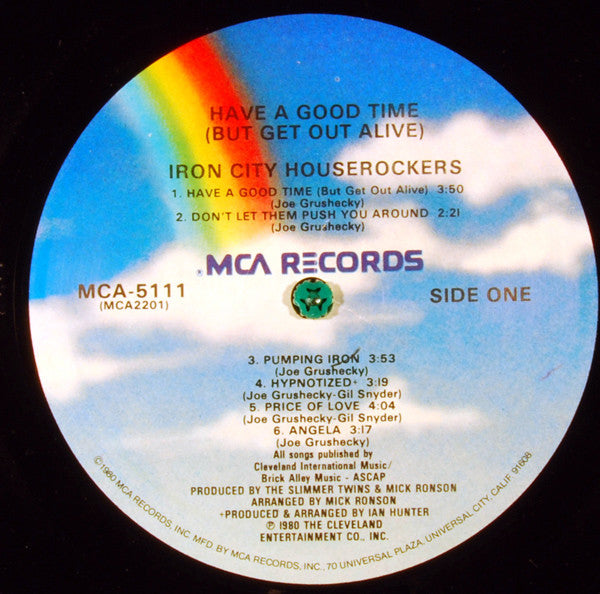 HAVE A GOOD TIME
(BUT GET OUT ALIVE)
IRON CITY HOUSEROCKERS
1. HAVE A GOOD TIME (But Get Out Alive) 3:50
(Joe Grushecky)
2. DON'T LET THEM PUSH YOU AROUND 2:21
(Joe Grushecky)
® MCA RECORDS
MCA-5111
(MCA2201)
SIDE ONE
3. PUMPING IRON 3:53
(Joe Grushecky)
4. HYPNOTIZED+ 3:19
(Joe Grushecky-Gil Snyder)
5. PRICE OF LOVE 4:04
(Joe Grushecky-Gil Snyder)
6. ANGELA 3:17
(Joe Grushecky)
All songs published by
Cleveland International Music/
Brick Alley Music - ASCAP
PRODUCED BY THE SLIMMER TWINS & MICK RONSON
ARRANGED BY MICK RONSON
+PRODUCED & ARRANGED BY IAN HUNTER
℗ 1980 THE CLEVELAND
ENTERTAINMENT CO., INC.
©1980 MCA RECORDS, INC. MFD. BY MCA RECORDS, INC., 70 UNIVERSAL PLAZA, UNIVERSAL CITY, CALIF. 91608